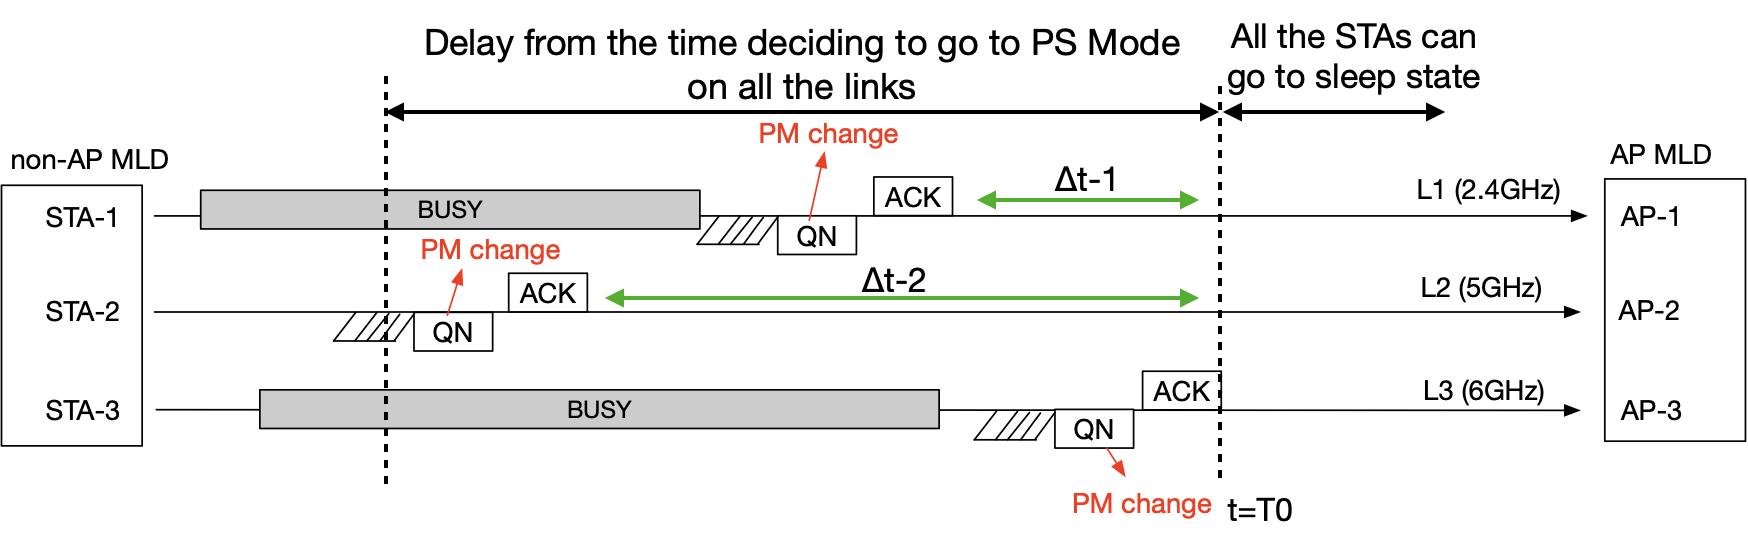 Delay from the time deciding to go to PS Mode
on all the links
All the STAs can
go to sleep state
PM change
non-AP MLD
AP MLD
STA-1
BUSY
QN
ACK
Δt-1
L1 (2.4GHz)
AP-1
PM change
STA-2
QN
ACK
Δt-2
L2 (5GHz)
AP-2
STA-3
BUSY
QN
ACK
L3 (6GHz)
AP-3
PM change
t=T0